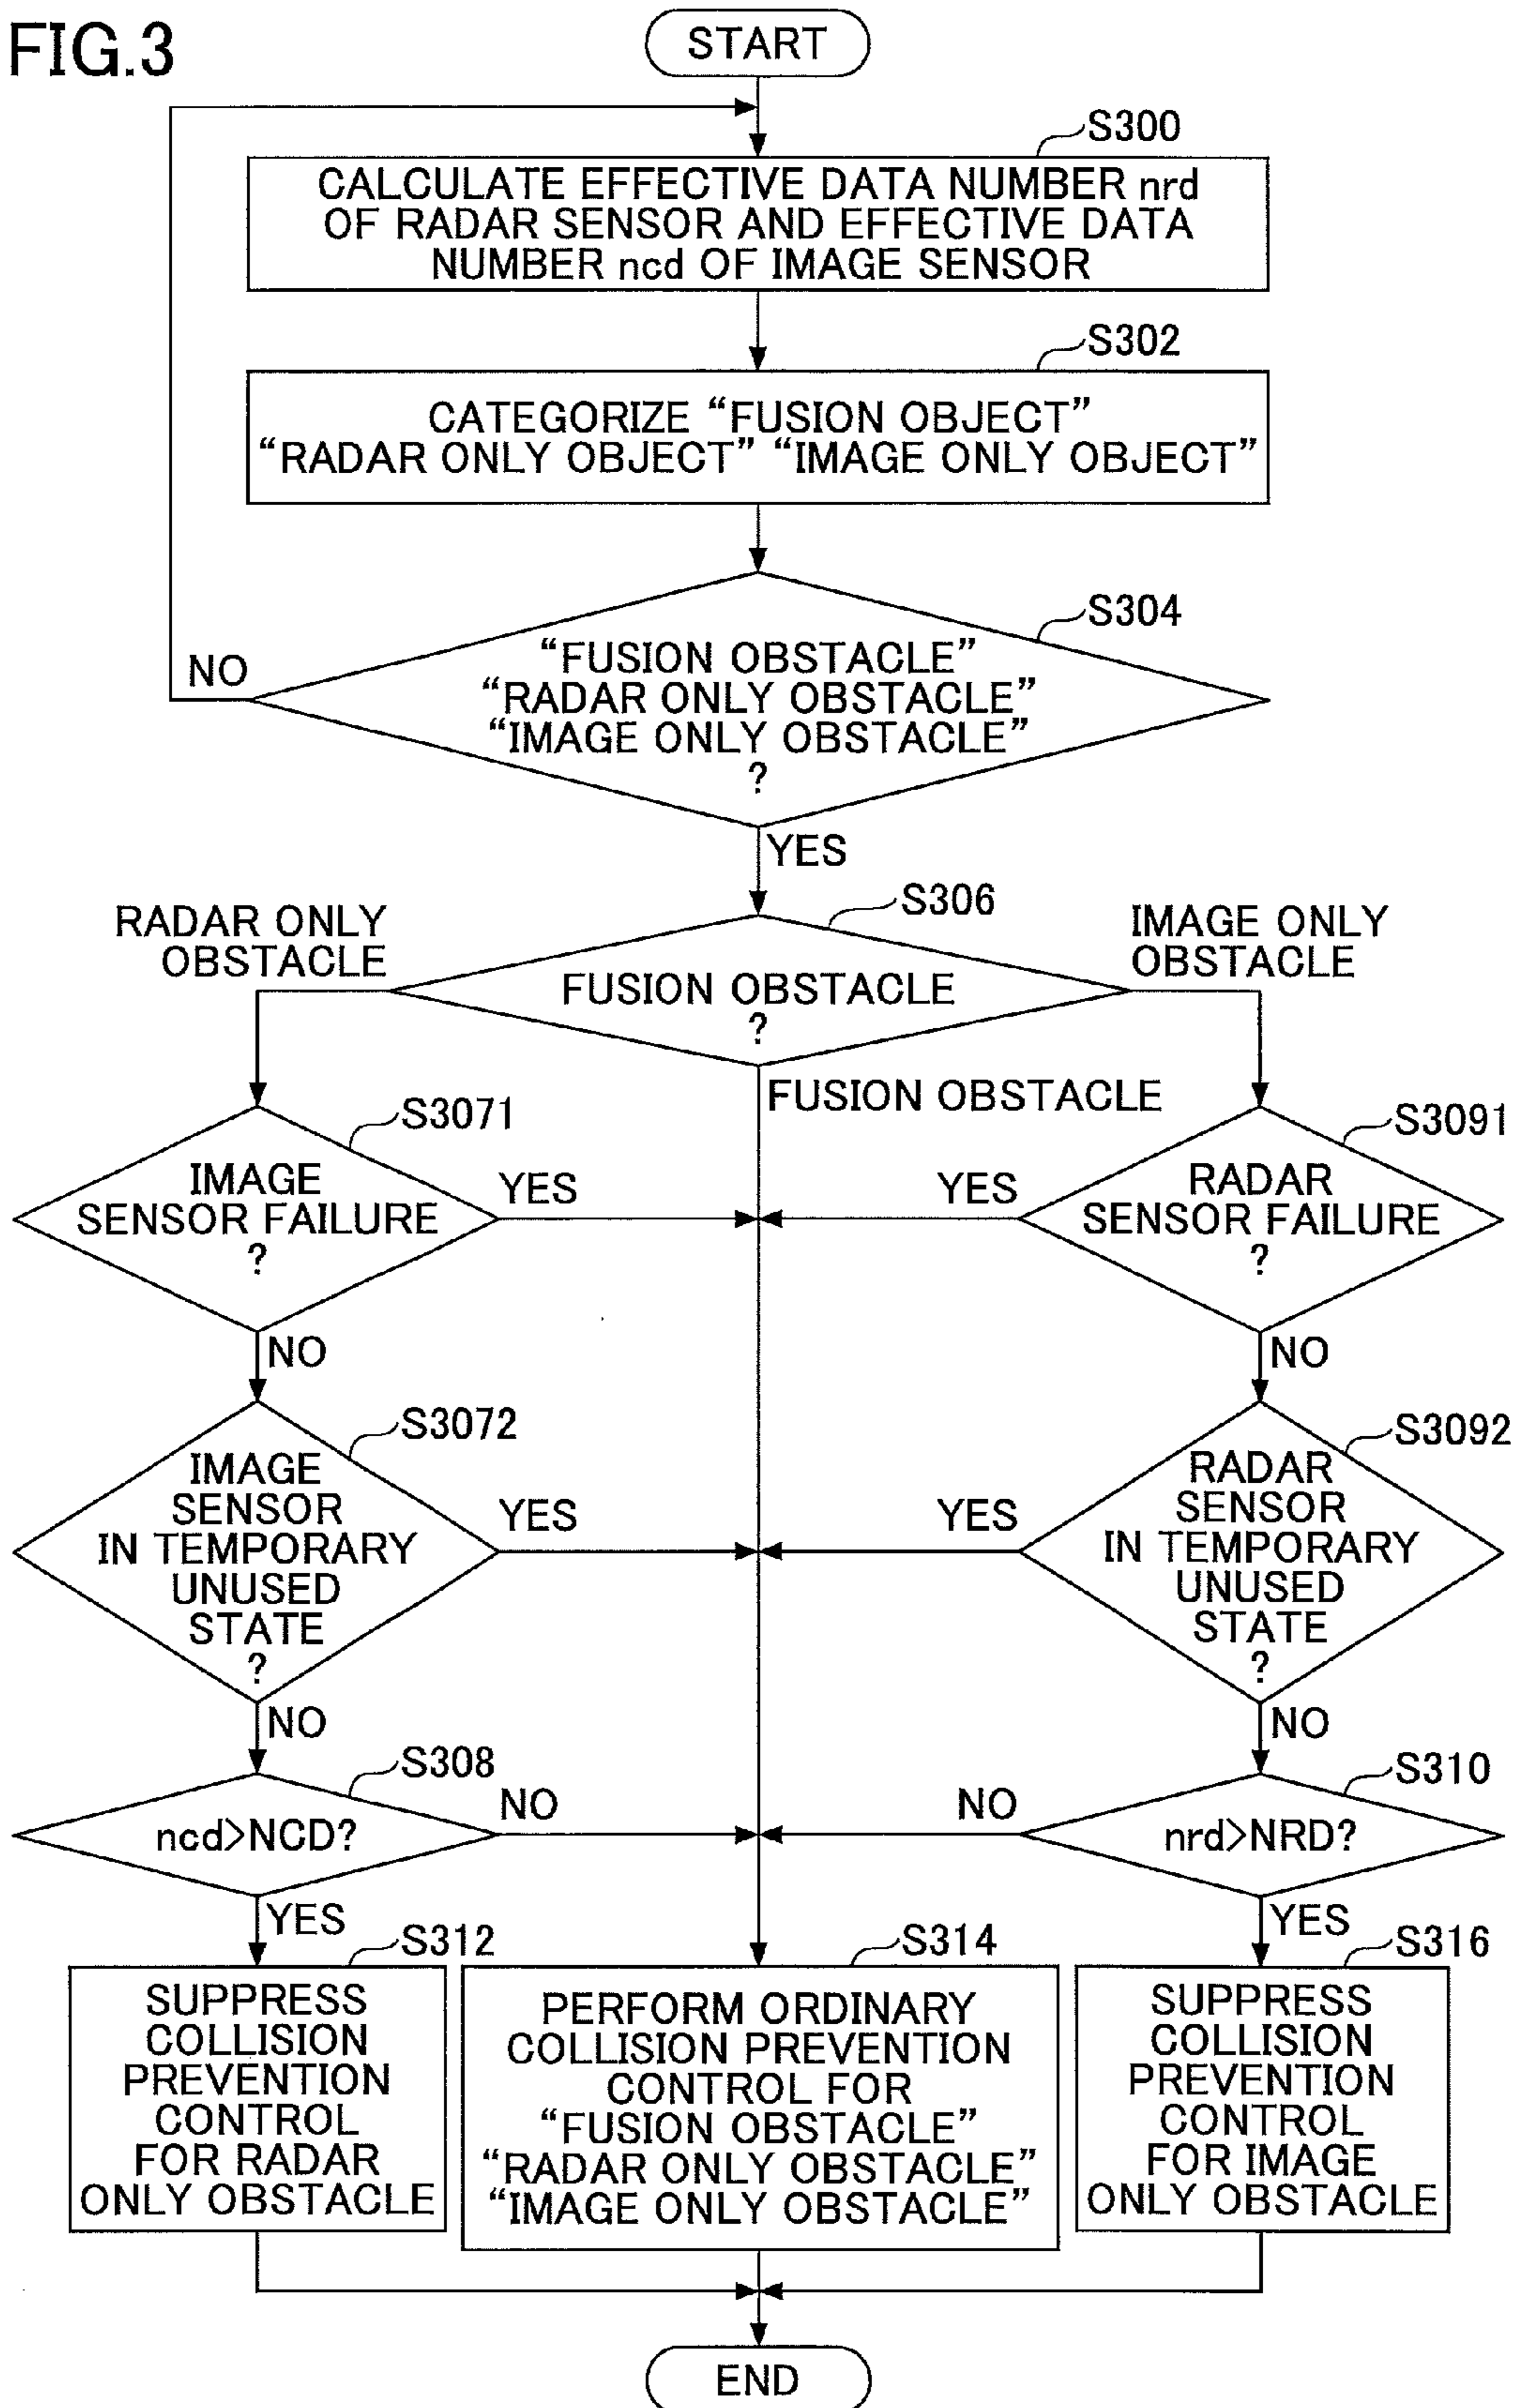 FIG.3
START
S300
CALCULATE EFFECTIVE DATA NUMBER nrd
OF RADAR SENSOR AND EFFECTIVE DATA
NUMBER ncd OF IMAGE SENSOR
S302
CATEGORIZE “FUSION OBJECT”
“RADAR ONLY OBJECT” “IMAGE ONLY OBJECT”
S304
“FUSION OBSTACLE”
“RADAR ONLY OBSTACLE”
“IMAGE ONLY OBSTACLE”
?
NO
YES
S306
FUSION OBSTACLE
?
RADAR ONLY
OBSTACLE
IMAGE ONLY
OBSTACLE
FUSION OBSTACLE
S3071
IMAGE
SENSOR FAILURE
?
YES
NO
S3091
RADAR
SENSOR FAILURE
?
YES
NO
S3072
IMAGE
SENSOR
IN TEMPORARY
UNUSED
STATE
?
YES
NO
S3092
RADAR
SENSOR
IN TEMPORARY
UNUSED
STATE
?
YES
NO
S308
ncd>NCD?
NO
YES
S310
nrd>NRD?
NO
YES
S312
SUPPRESS
COLLISION
PREVENTION
CONTROL
FOR RADAR
ONLY OBSTACLE
S314
PERFORM ORDINARY
COLLISION PREVENTION
CONTROL FOR
“FUSION OBSTACLE”
“RADAR ONLY OBSTACLE”
“IMAGE ONLY OBSTACLE”
S316
SUPPRESS
COLLISION
PREVENTION
CONTROL
FOR IMAGE
ONLY OBSTACLE
END